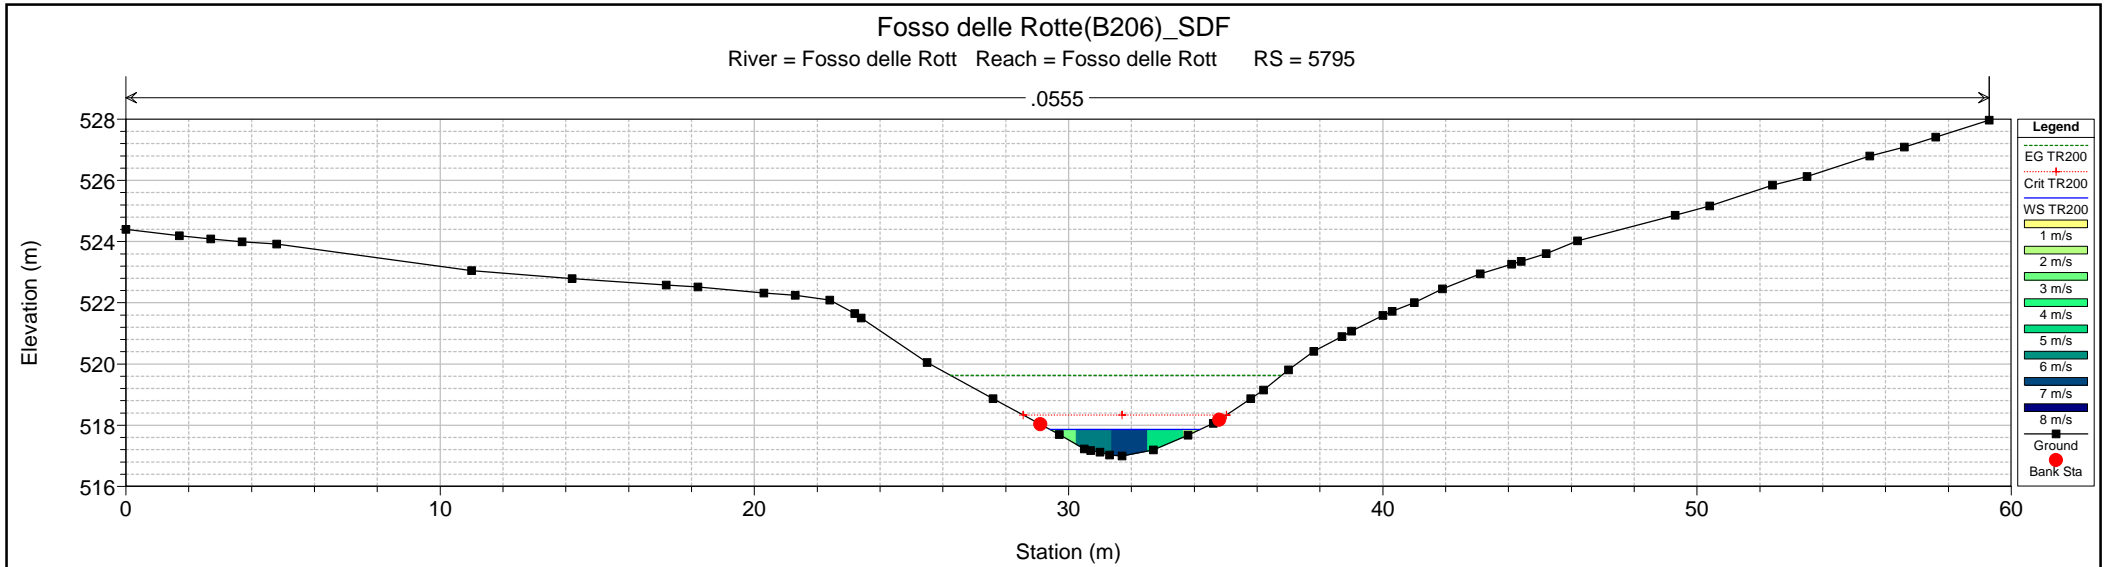 Fosso delle Rotte(B206)_SDF
River = Fosso delle Rott   Reach = Fosso delle Rott      RS = 5795
.0555
528
526
524
522
520
518
516
Elevation (m)
0 10 20 30 40 50 60
Station (m)
Legend
EG TR200
Crit TR200
WS TR200
1 m/s
2 m/s
3 m/s
4 m/s
5 m/s
6 m/s
7 m/s
8 m/s
Ground
Bank Sta